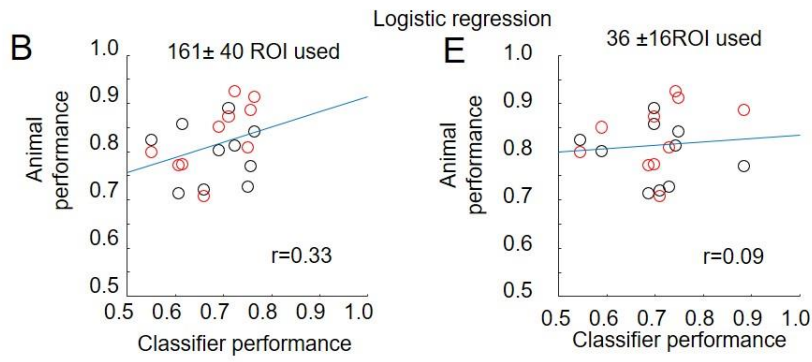 Logistic regression
B
161± 40 ROI used
1.0
0.9
0.8
0.7
0.6
0.5
Animal
performance
r=0.33
0.5 0.6 0.7 0.8 0.9 1.0
Classifier performance
E
36 ±16ROI used
1.0
0.9
0.8
0.7
0.6
0.5
Animal
performance
r=0.09
0.5 0.6 0.7 0.8 0.9 1.0
Classifier performance